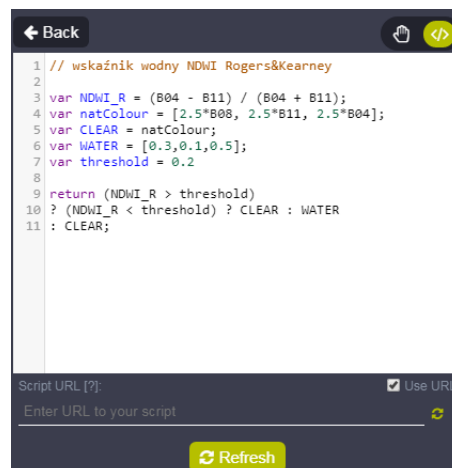 Back
</>
1 // wskaźnik wodny NDWI Rogers&Kearney
2
3 var NDWI_R = (B04 - B11) / (B04 + B11);
4 var natColour = [2.5*B08, 2.5*B11, 2.5*B04];
5 var CLEAR = natColour;
6 var WATER = [0.3,0.1,0.5];
7 var threshold = 0.2
8
9 return (NDWI_R > threshold)
10 ? (NDWI_R < threshold) ? CLEAR : WATER
11 : CLEAR;
Script URL [?]: Use URL
Enter URL to your script
Refresh